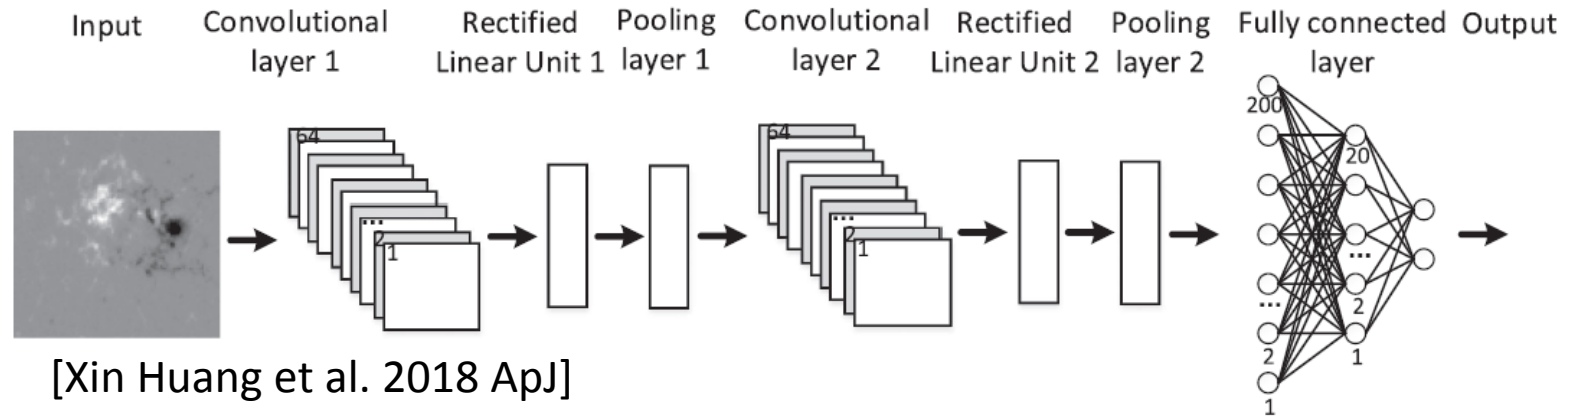 Input
Convolutional
layer 1
Rectified
Linear Unit 1
Pooling
layer 1
Convolutional
layer 2
Rectified
Linear Unit 2
Pooling
layer 2
Fully connected
layer
Output
64
...
2
1
64
...
2
1
200
...
2
1
20
...
2
1
[Xin Huang et al. 2018 ApJ]